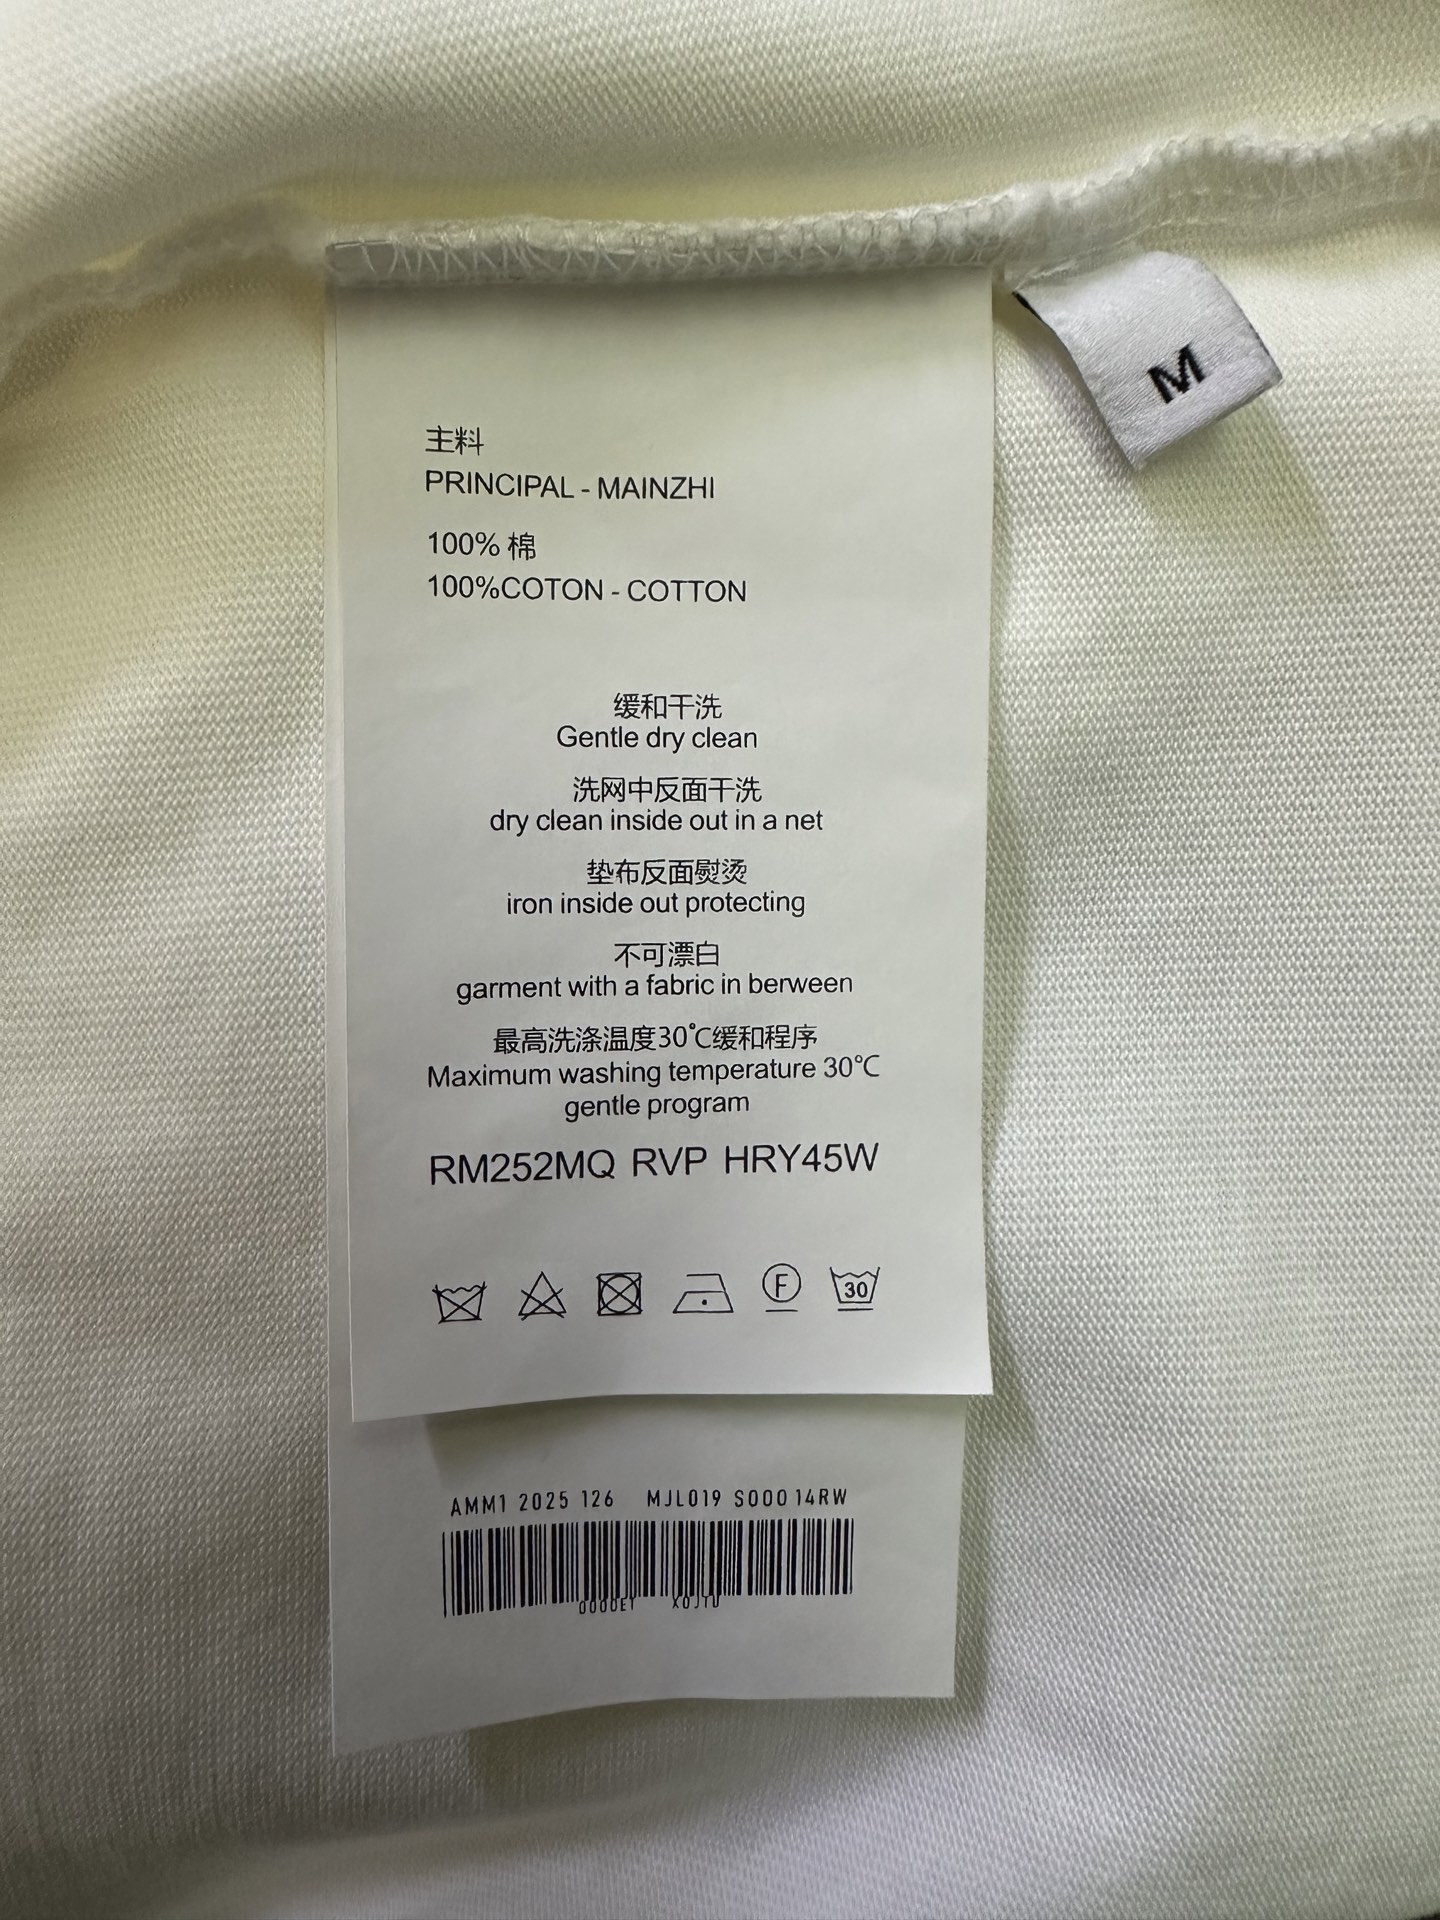 M
主料
PRINCIPAL - MAINZHI
100% 棉
100%COTON - COTTON
缓和干洗
Gentle dry clean
洗网中反面干洗
dry clean inside out in a net
垫布反面熨烫
iron inside out protecting
不可漂白
garment with a fabric in berween
最高洗涤温度30℃缓和程序
Maximum washing temperature 30℃
gentle program
RM252MQ RVP HRY45W
F 30
AMM1 2025 126 MJL019 S000 14RW